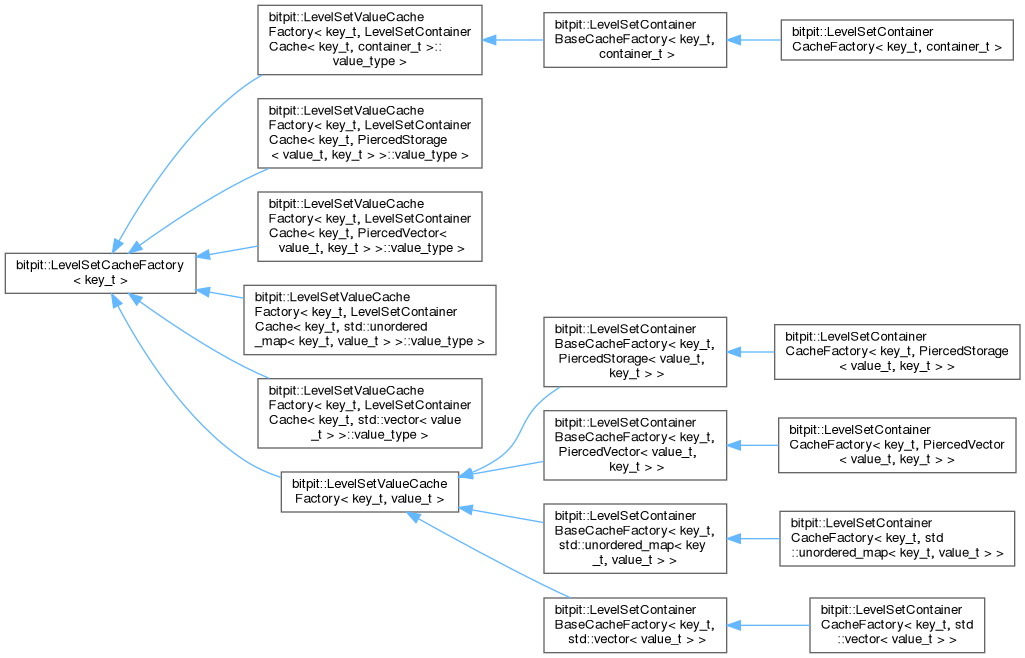 bitpit::LevelSetValueCache
Factory< key_t, LevelSetContainer
Cache< key_t, container_t >::
value_type >
bitpit::LevelSetContainer
BaseCacheFactory< key_t,
container_t >
bitpit::LevelSetContainer
CacheFactory< key_t, container_t >
bitpit::LevelSetValueCache
Factory< key_t, LevelSetContainer
Cache< key_t, PiercedStorage
< value_t, key_t > >::value_type >
bitpit::LevelSetValueCache
Factory< key_t, LevelSetContainer
Cache< key_t, PiercedVector<
value_t, key_t > >::value_type >
bitpit::LevelSetCacheFactory
< key_t >
bitpit::LevelSetValueCache
Factory< key_t, LevelSetContainer
Cache< key_t, std::unordered
_map< key_t, value_t > >::value_type >
bitpit::LevelSetContainer
BaseCacheFactory< key_t,
PiercedStorage< value_t,
key_t > >
bitpit::LevelSetContainer
CacheFactory< key_t, PiercedStorage
< value_t, key_t > >
bitpit::LevelSetValueCache
Factory< key_t, LevelSetContainer
Cache< key_t, std::vector< value
_t > >::value_type >
bitpit::LevelSetContainer
BaseCacheFactory< key_t,
PiercedVector< value_t,
key_t > >
bitpit::LevelSetContainer
CacheFactory< key_t, PiercedVector
< value_t, key_t > >
bitpit::LevelSetValueCache
Factory< key_t, value_t >
bitpit::LevelSetContainer
BaseCacheFactory< key_t,
std::unordered_map< key
_t, value_t > >
bitpit::LevelSetContainer
CacheFactory< key_t, std
::unordered_map< key_t, value_t > >
bitpit::LevelSetContainer
BaseCacheFactory< key_t,
std::vector< value_t > >
bitpit::LevelSetContainer
CacheFactory< key_t, std
::vector< value_t > >